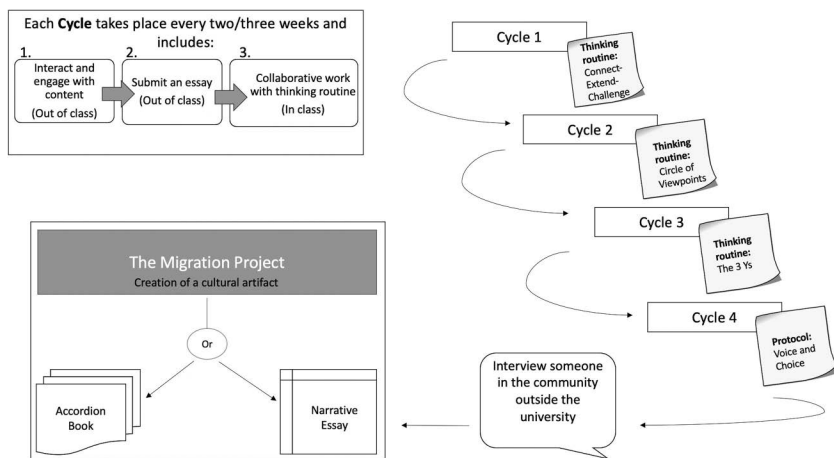 Each Cycle takes place every two/three weeks and
includes:
1.
Interact and
engage with
content
(Out of class)
2.
Submit an essay
(Out of class)
3.
Collaborative work
with thinking routine
(In class)
Cycle 1
Thinking
routine:
Connect-
Extend-
Challenge
Cycle 2
Thinking
routine:
Circle of
Viewpoints
Cycle 3
Thinking
routine:
The 3 Ys
Cycle 4
Protocol:
Voice and
Choice
Interview someone
in the community
outside the
university
The Migration Project
Creation of a cultural artifact
Or
Accordion
Book
Narrative
Essay